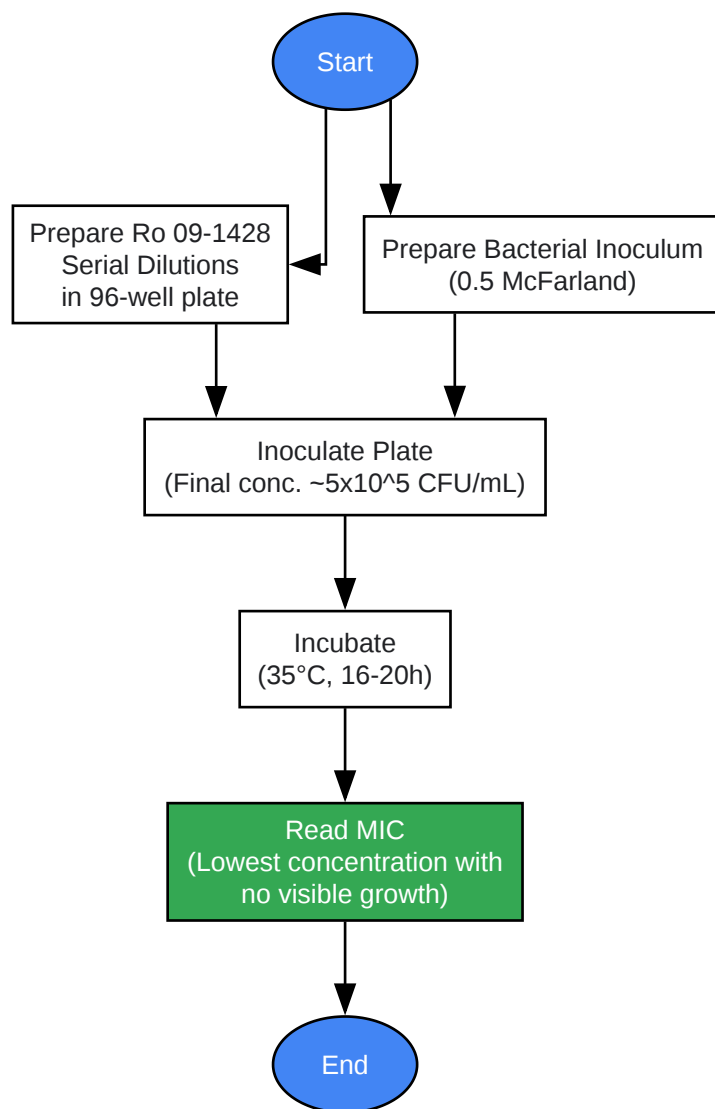 Start
Prepare Ro 09-1428
Serial Dilutions
in 96-well plate
Prepare Bacterial Inoculum
(0.5 McFarland)
Inoculate Plate
(Final conc. ~5x10^5 CFU/mL)
Incubate
(35°C, 16-20h)
Read MIC
(Lowest concentration with
no visible growth)
End